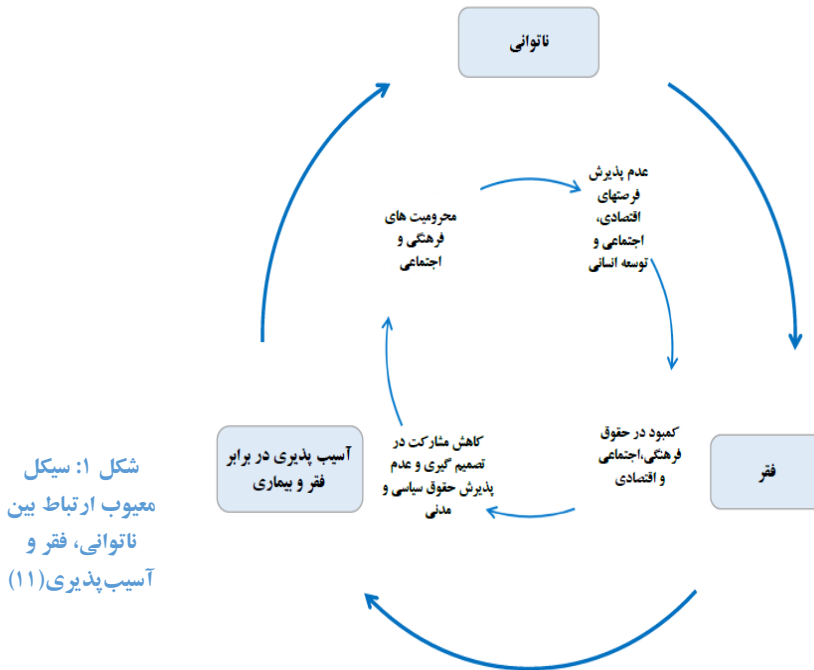 ناتوانی
عدم پذیرش
فرصتهای
اقتصادی،
اجتماعی و
توسعه انسانی
محرومیت های
فرهنگی و
اجتماعی
کمبود در حقوق
فرهنگی،اجتماعی
و اقتصادی
فقر
کاهش مشارکت در
تصمیم گیری و عدم
پذیرش حقوق سیاسی و
مدنی
آسیب پذیری در برابر
فقر و بیماری
شکل ۱: سیکل
معیوب ارتباط بین
ناتوانی، فقر و
آسیب‌پذیری(۱۱)